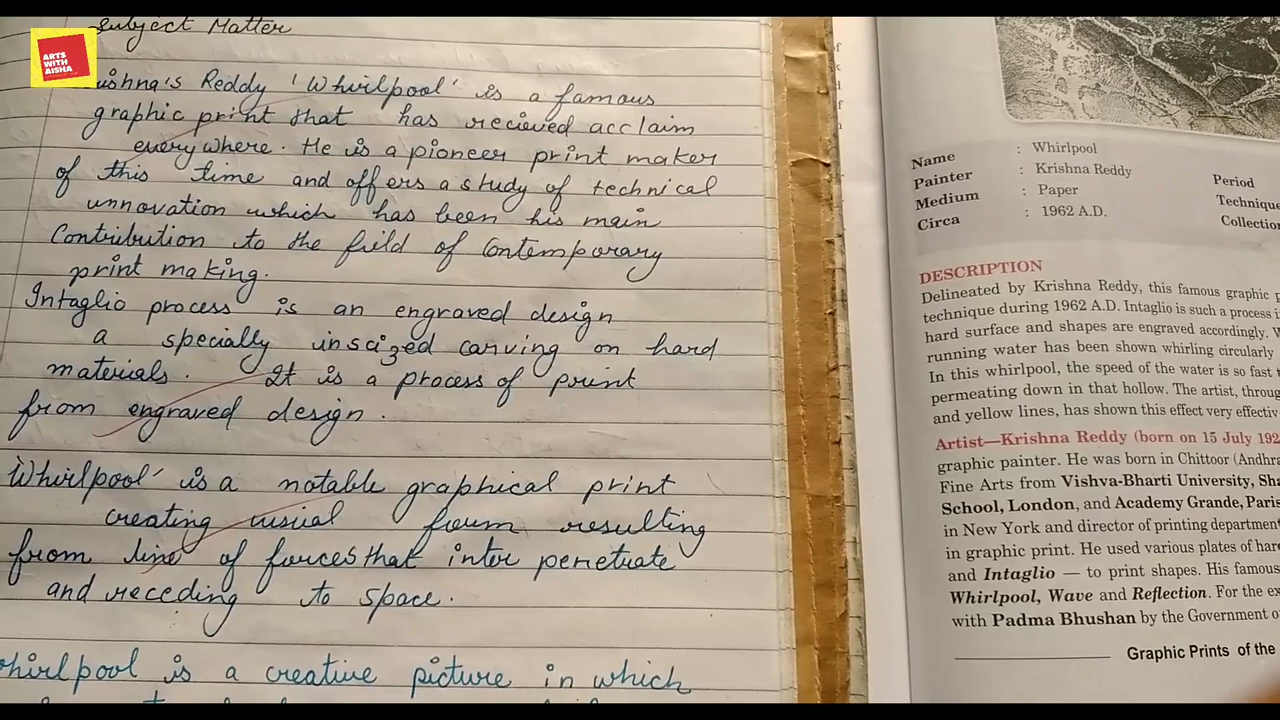 Subject Matter
ARTS
WITH
AISHA
ishna's Reddy 'Whirlpool' is a famous
graphic print that has recieved acclaim
everywhere. He is a pioneer print maker
of this time and offers a study of technical
unnovation which has been his main
Contribution to the field of Contemporary
print making.
Intaglio process is an engraved design
a specially inscized carving on hard
materials. It is a process of print
from engraved design.
Whirlpool' is a notable graphical print
creating visual form resulting
from line of forces that inter penetrate
and receding to space.
hirlpool is a creative picture in which
Name : Whirlpool
Painter : Krishna Reddy
Medium : Paper
Circa : 1962 A.D.
Period
Technique
Collection
DESCRIPTION
Delineated by Krishna Reddy, this famous graphic p
technique during 1962 A.D. Intaglio is such a process i
hard surface and shapes are engraved accordingly. W
running water has been shown whirling circularly
In this whirlpool, the speed of the water is so fast t
permeating down in that hollow. The artist, throug
and yellow lines, has shown this effect very effectiv
Artist—Krishna Reddy (born on 15 July 192
graphic painter. He was born in Chittoor (Andhra
Fine Arts from Vishva-Bharti University, Sha
School, London, and Academy Grande, Paris
in New York and director of printing department
in graphic print. He used various plates of har
and Intaglio — to print shapes. His famous
Whirlpool, Wave and Reflection. For the ex
with Padma Bhushan by the Government o
Graphic Prints of the